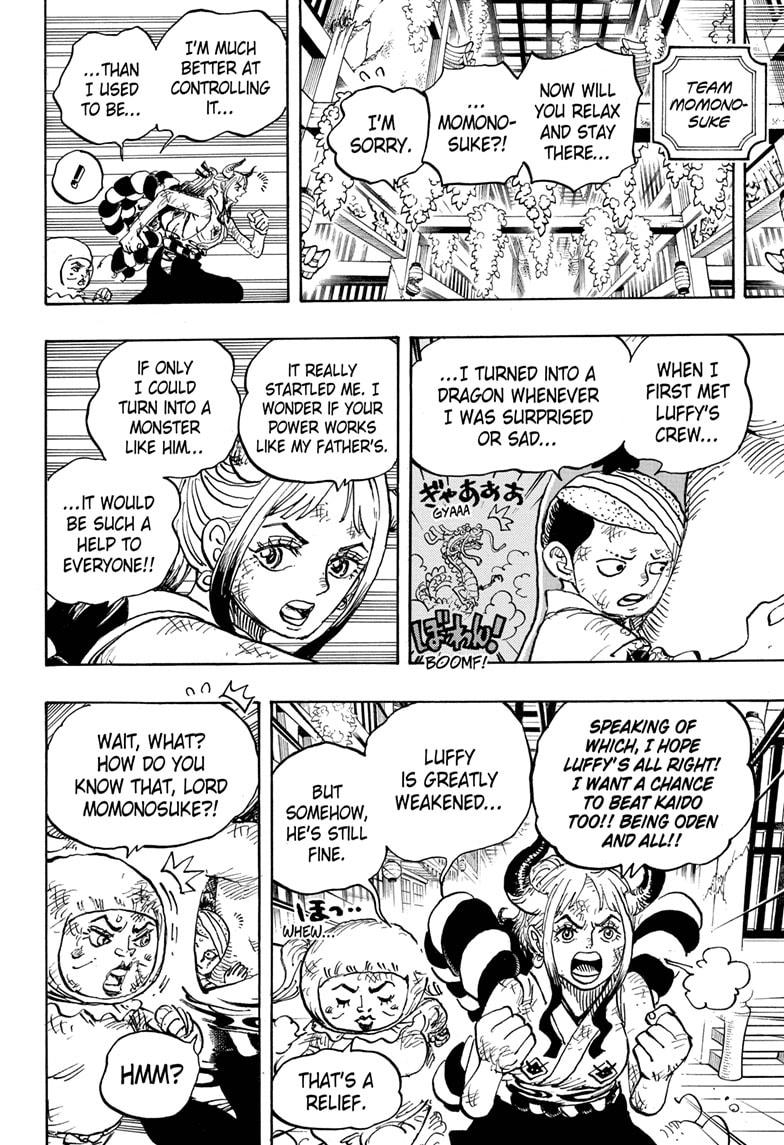 TEAM
MOMONO-
SUKE
NOW WILL
YOU RELAX
AND STAY
THERE...
...
MOMONO-
SUKE?!
I'M
SORRY.
I'M MUCH
BETTER AT
CONTROLLING
IT...
...THAN
I USED
TO BE...
!
WHEN I
FIRST MET
LUFFY'S
CREW...
...I TURNED INTO A
DRAGON WHENEVER
I WAS SURPRISED
OR SAD...
ぎゃあああ
GYAAA
ぼわん!
BOOMF!
IT REALLY
STARTLED ME. I
WONDER IF YOUR
POWER WORKS
LIKE MY FATHER'S.
IF ONLY
I COULD
TURN INTO A
MONSTER
LIKE HIM...
...IT WOULD
BE SUCH A
HELP TO
EVERYONE!!
SPEAKING OF
WHICH, I HOPE
LUFFY'S ALL RIGHT!
I WANT A CHANCE
TO BEAT KAIDO
TOO!! BEING ODEN
AND ALL!!
LUFFY
IS GREATLY
WEAKENED...
BUT
SOMEHOW,
HE'S STILL
FINE.
ほっ…
WHEW...
THAT'S A
RELIEF.
WAIT, WHAT?
HOW DO YOU
KNOW THAT, LORD
MOMONOSUKE?!
HMM?